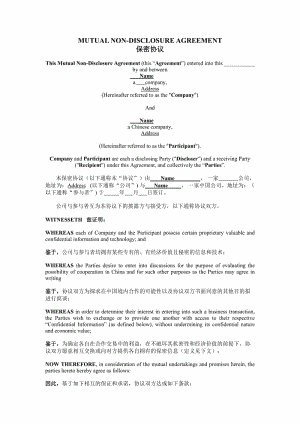 MUTUAL NON-DISCLOSURE AGREEMENT
保密协议
This Mutual Non-Disclosure Agreement (this "Agreement") entered into this ____________
by and between
Name
a ___company,
Address
(Hereinafter referred to as the "Company")
And
Name
a Chinese company,
Address
(Hereinafter referred to as the "Participant").
Company and Participant are each a disclosing Party ("Discloser") and a receiving Party
("Recipient") under this Agreement, and collectively the "Parties".
本保密协议(以下通称本"协议")由 Name ,一家___公司;
地址为: Address (以下通称"公司")与 Name ,一家中国公司,地址为:(
以下通称"参与者")于____年__月__日签订。
公司与参与者互为本协议下的披露方与接受方,以下通称协议双方。
WITNESSETH 兹证明:
WHEREAS each of Company and the Participant possess certain proprietary valuable and
confidential information and technology; and
鉴于,公司与参与者均拥有某些专有的、有经济价值且保密的信息和技术;
WHEREAS the Parties desire to enter into discussions for the purpose of evaluating the
possibility of cooperation in China and for such other purposes as the Parties may agree in
writing
鉴于,协议双方为探求在中国境内合作的可能性以及协议双方书面同意的其他目的拟
进行商谈;
WHEREAS in order to determine their interest in entering into such a business transaction,
the Parties wish to exchange or to provide one another with access to their respective
"Confidential Information" (as defined below), without undermining its confidential nature
and economic value;
鉴于,为确定各自在合作交易中的利益,在不破坏其秘密性和经济价值的前提下,协
议双方愿意相互交换或向对方提供各自拥有的保密信息(定义见下文);
NOW THEREFORE, in consideration of the mutual undertakings and promises herein, the
parties hereto hereby agree as follows:
因此,基于如下相互的保证和承诺,协议双方达成如下条款: